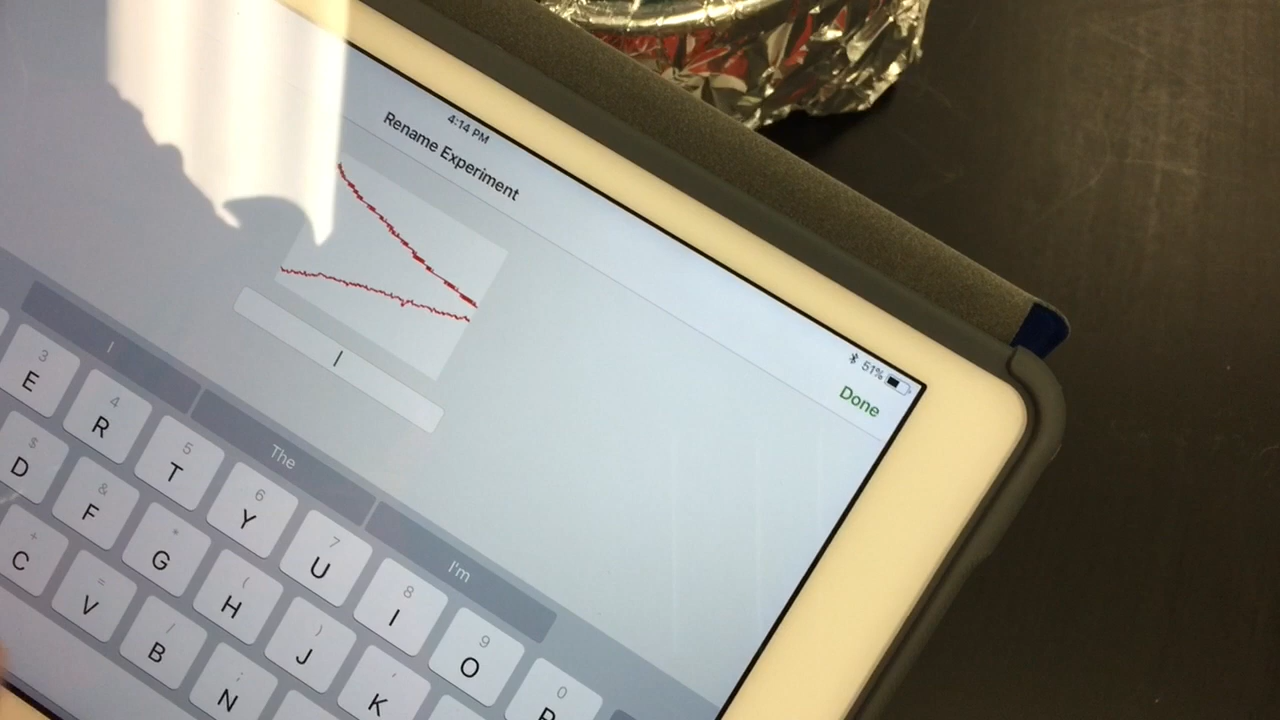 4:14 PM
51%
Rename Experiment
Done
I
The
I'm
3 4 5 6 7 8 9 0
E R T Y U I O P
$ & * ( ) '
D F G H J K
+ = / ;
C V B N